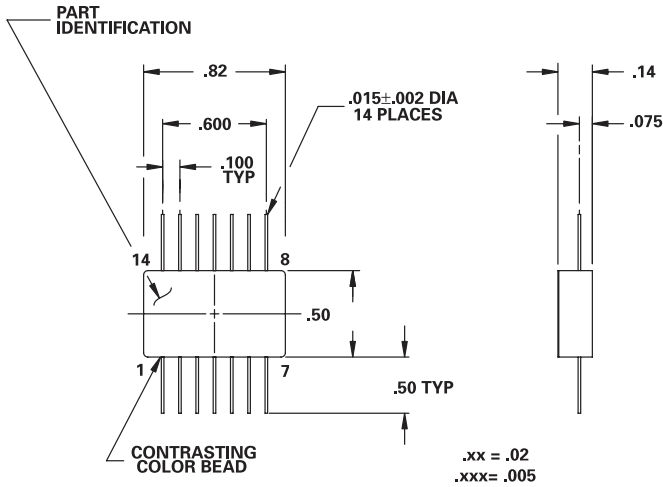 PART
IDENTIFICATION
.82
.14
.015±.002 DIA
14 PLACES
.600
.075
.100
TYP
14
8
.50
1
7
.50 TYP
CONTRASTING
COLOR BEAD
.xx = .02
.xxx= .005